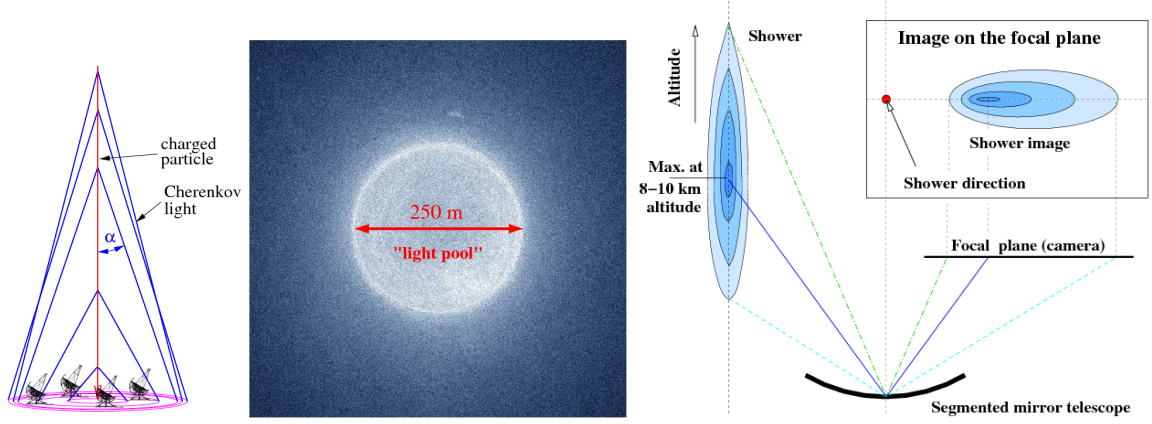 charged
particle
Cherenkov
light
α
250 m
"light pool"
Altitude
Shower
Max. at
8−10 km
altitude
Image on the focal plane
Shower image
Shower direction
Focal plane (camera)
Segmented mirror telescope